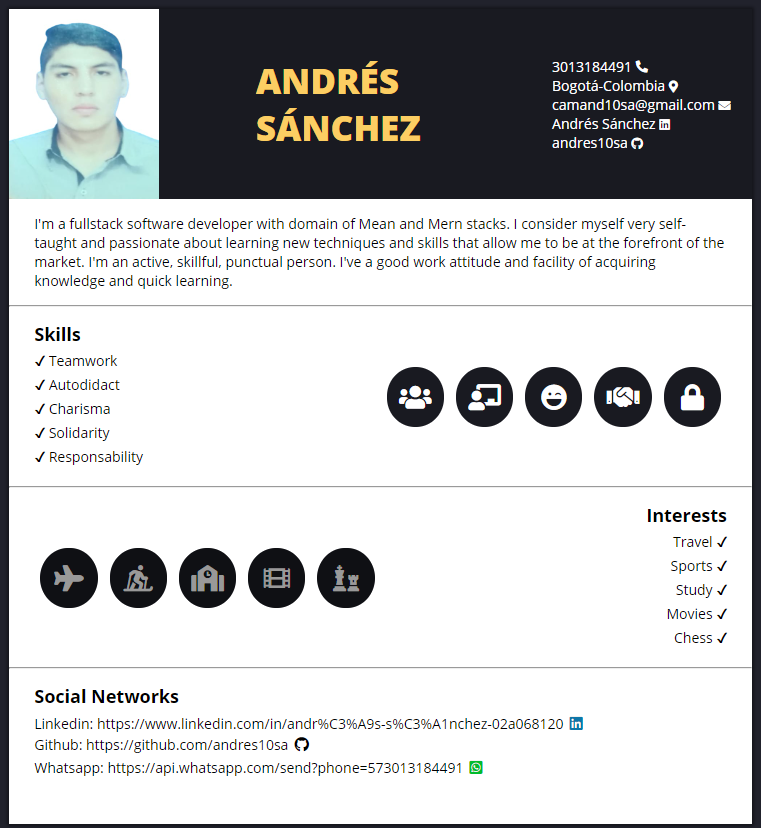 ANDRÉS
SÁNCHEZ
3013184491
Bogotá-Colombia
camand10sa@gmail.com
Andrés Sánchez
andres10sa
I'm a fullstack software developer with domain of Mean and Mern stacks. I consider myself very self-
taught and passionate about learning new techniques and skills that allow me to be at the forefront of the
market. I'm an active, skillful, punctual person. I've a good work attitude and facility of acquiring
knowledge and quick learning.
Skills
✓ Teamwork
✓ Autodidact
✓ Charisma
✓ Solidarity
✓ Responsability
Interests
Travel ✓
Sports ✓
Study ✓
Movies ✓
Chess ✓
Social Networks
Linkedin: https://www.linkedin.com/in/andr%C3%A9s-s%C3%A1nchez-02a068120
Github: https://github.com/andres10sa
Whatsapp: https://api.whatsapp.com/send?phone=573013184491